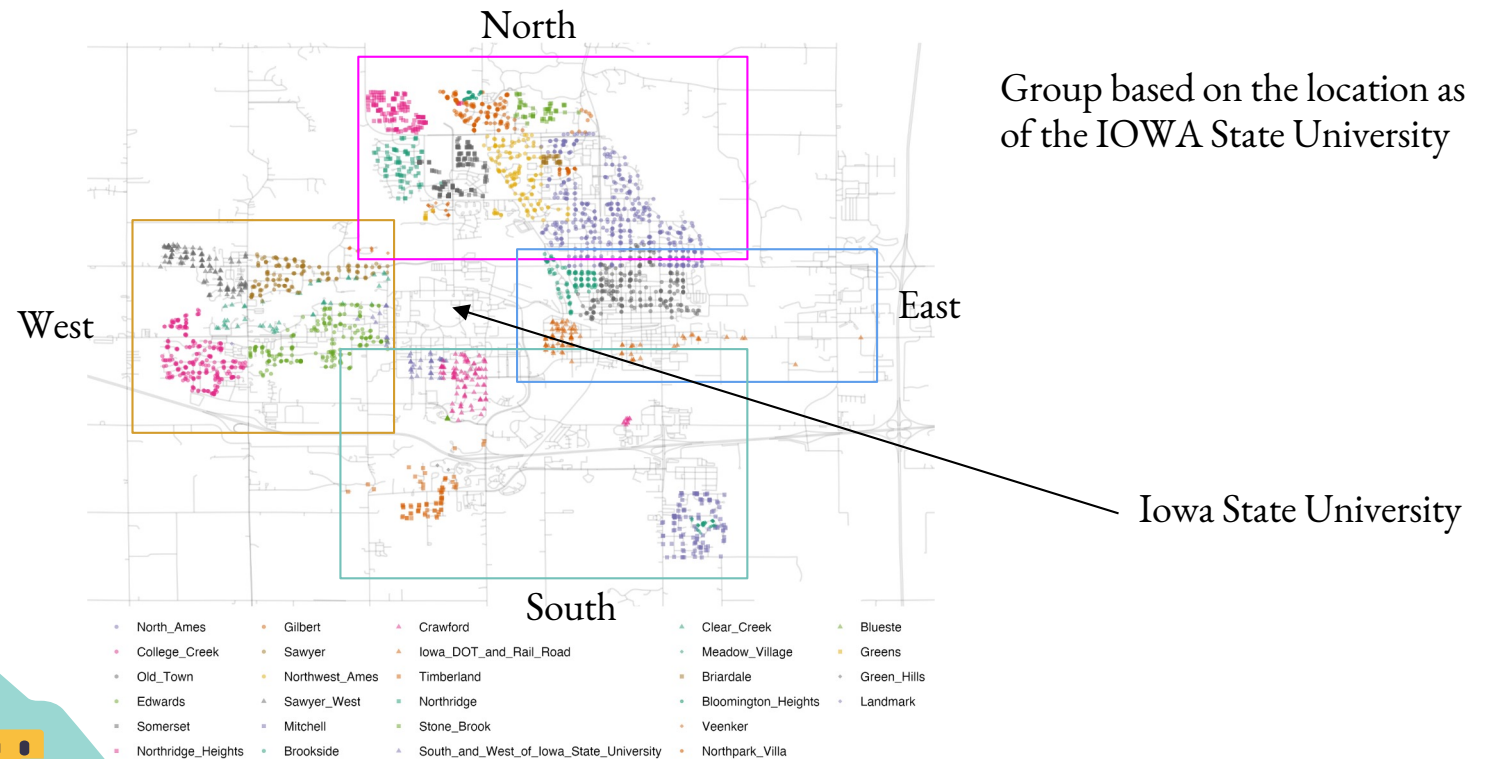 North
Group based on the location as
of the IOWA State University
West
East
Iowa State University
South
North_Ames
College_Creek
Old_Town
Edwards
Somerset
Northridge_Heights
Gilbert
Sawyer
Northwest_Ames
Sawyer_West
Mitchell
Brookside
Crawford
Iowa_DOT_and_Rail_Road
Timberland
Northridge
Stone_Brook
South_and_West_of_Iowa_State_University
Clear_Creek
Meadow_Village
Briardale
Bloomington_Heights
Veenker
Northpark_Villa
Blueste
Greens
Green_Hills
Landmark